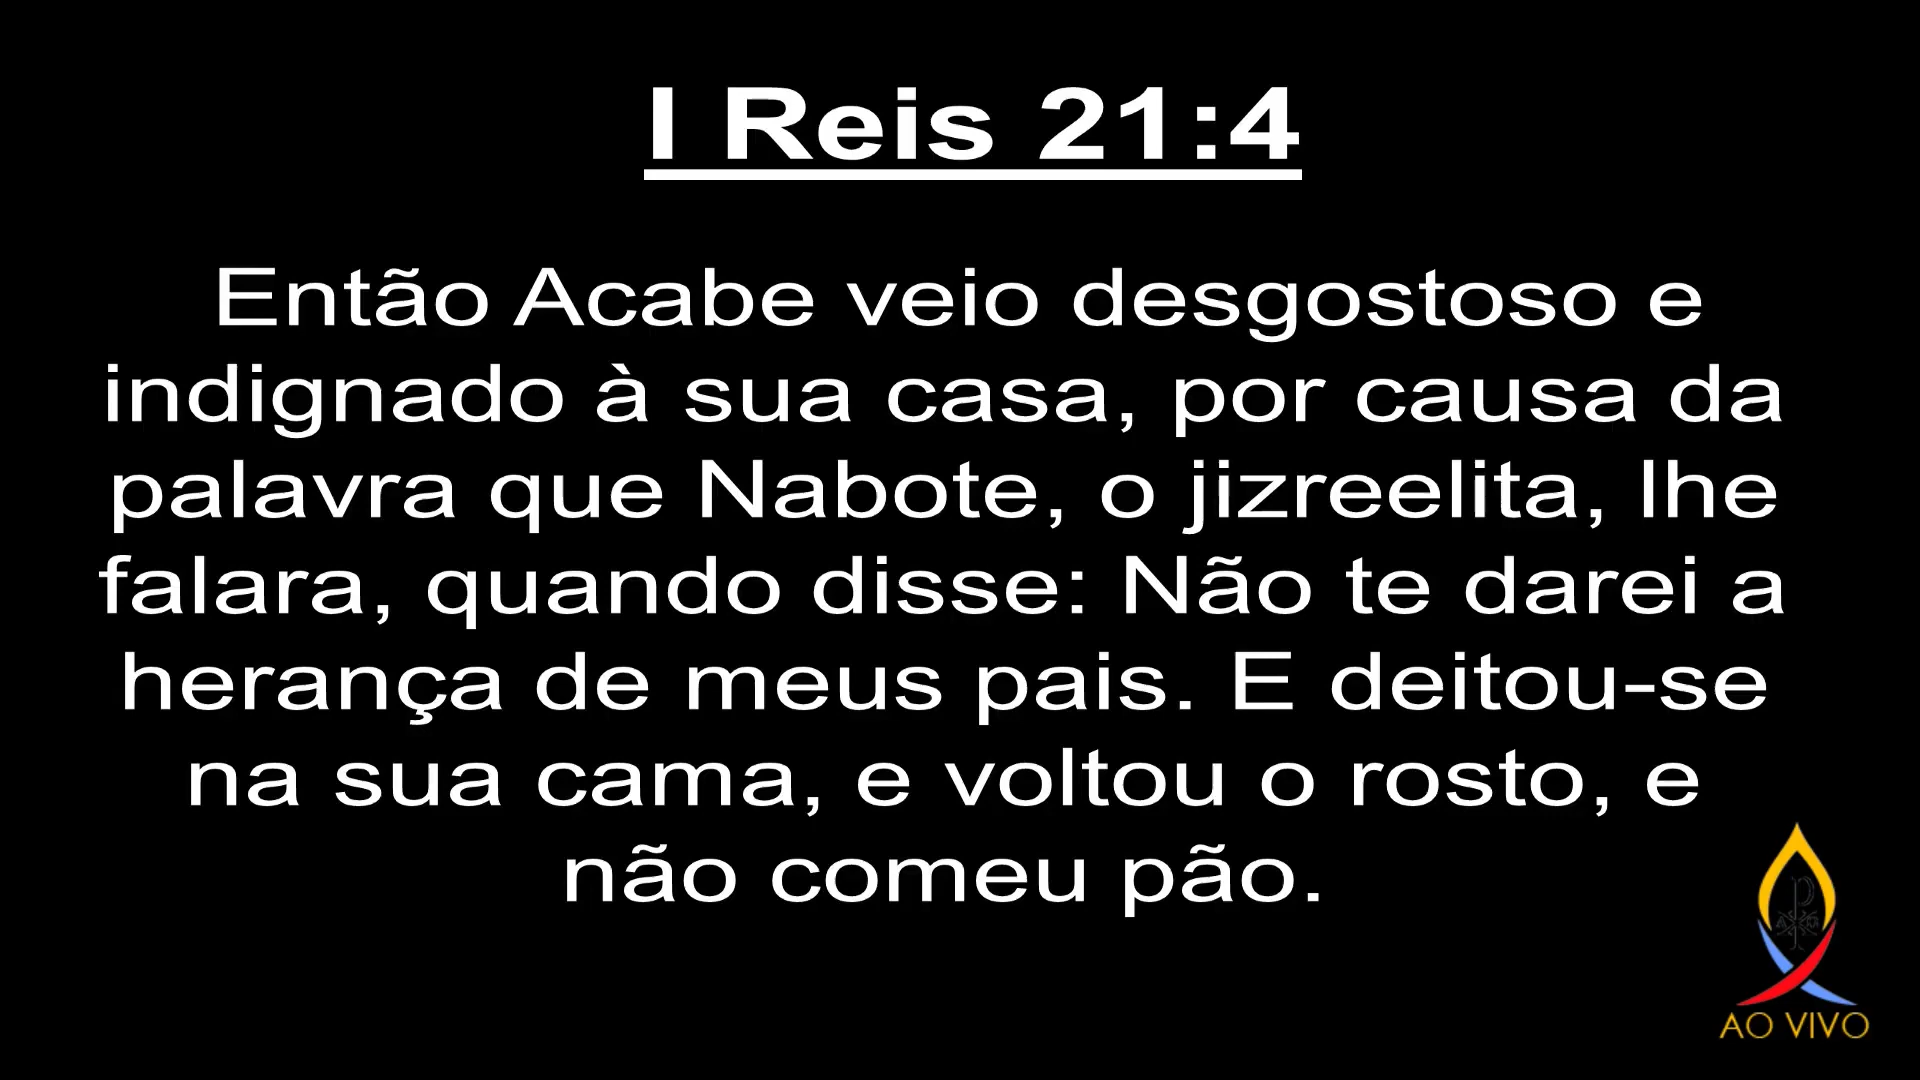 I Reis 21:4
Então Acabe veio desgostoso e
indignado à sua casa, por causa da
palavra que Nabote, o jizreelita, lhe
falara, quando disse: Não te darei a
herança de meus pais. E deitou-se
na sua cama, e voltou o rosto, e
não comeu pão.
AO VIVO